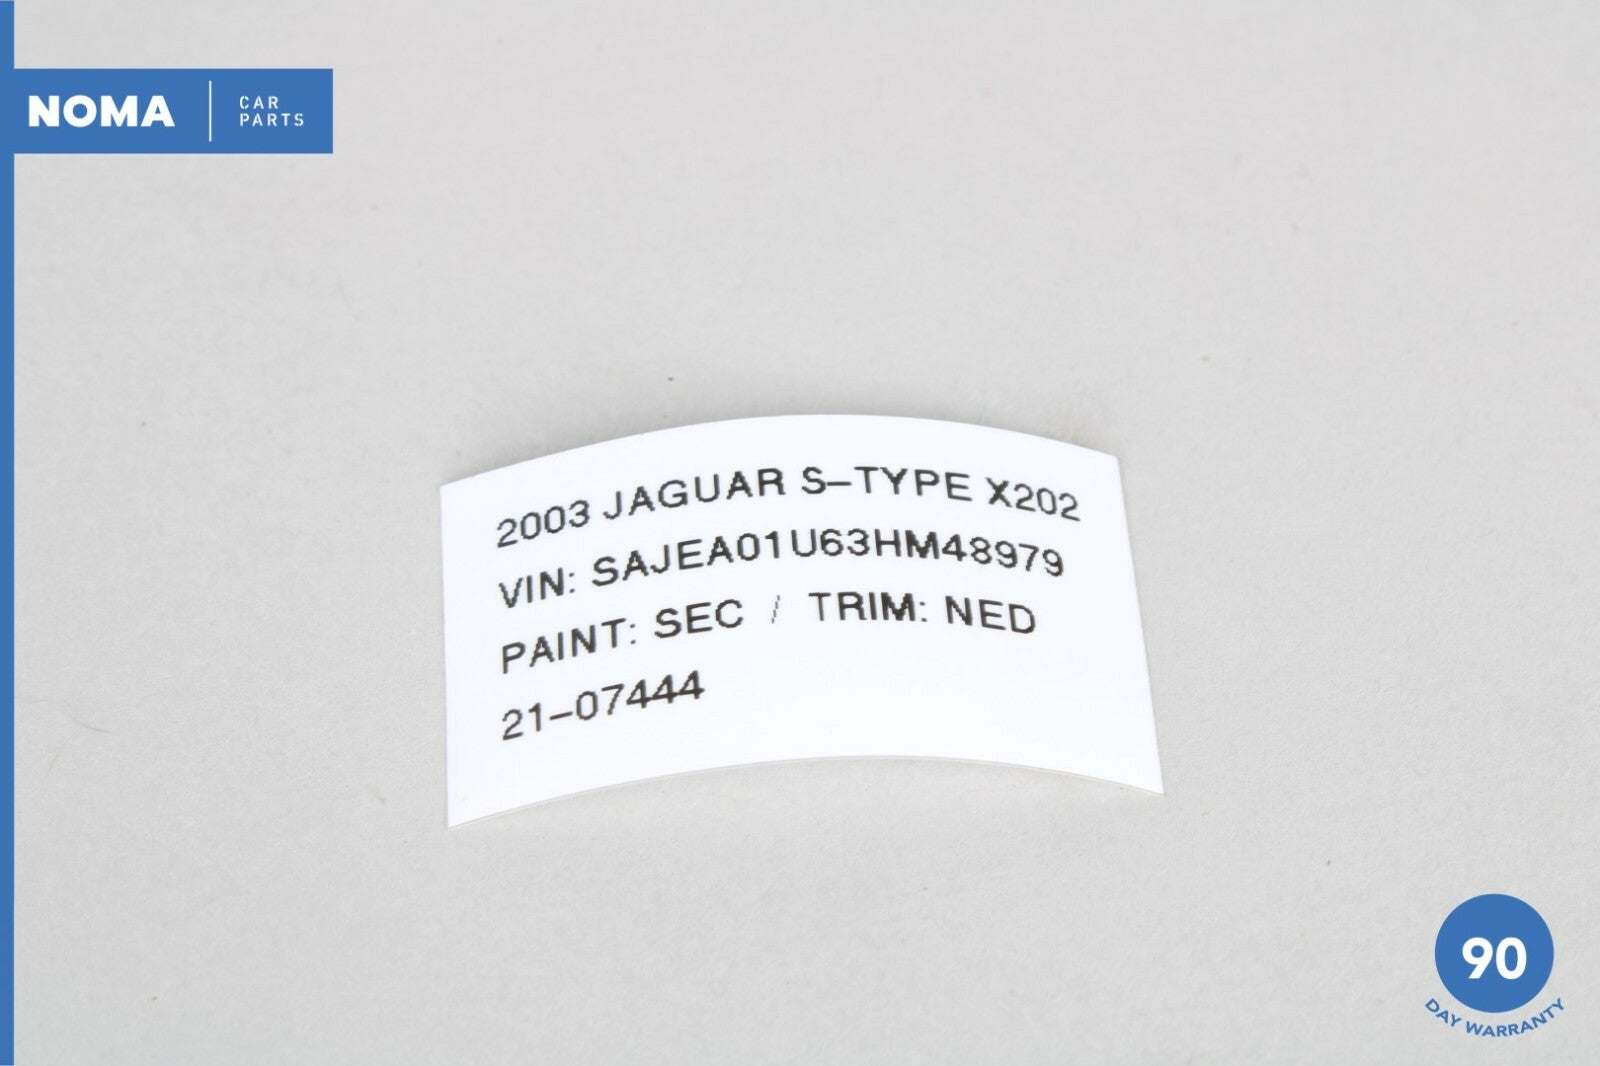 NOMA
CAR
PARTS
2003 JAGUAR S-TYPE X202
VIN: SAJEA01U63HM48979
PAINT: SEC / TRIM: NED
21-07444
90
DAY WARRANTY